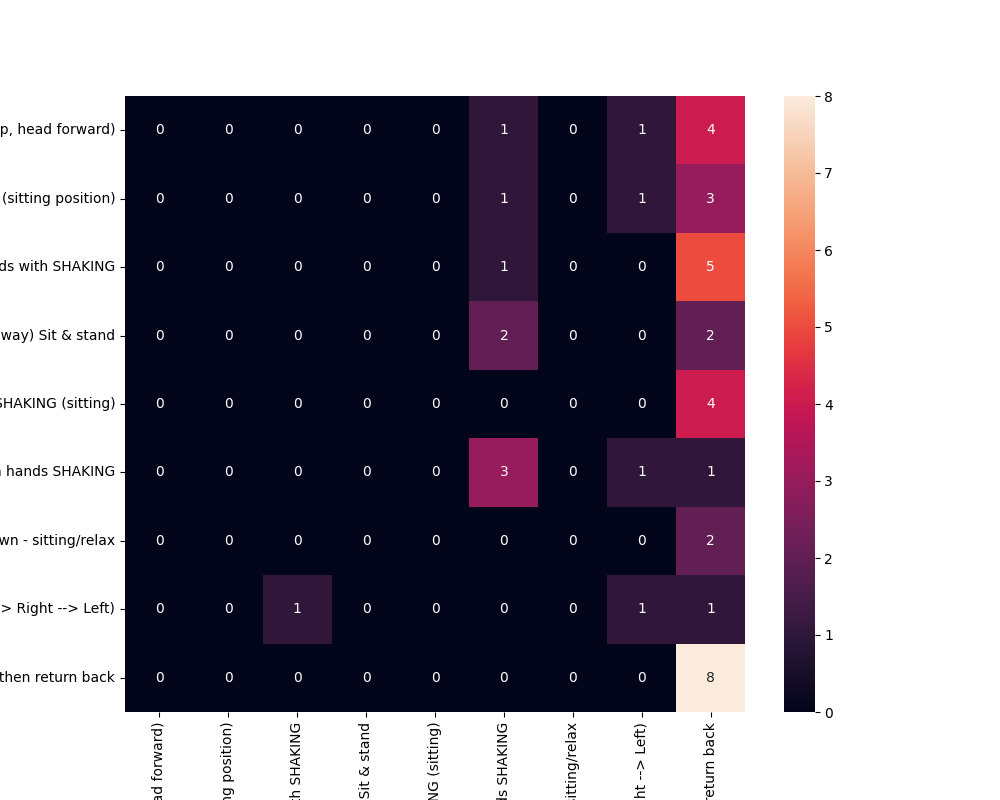 p, head forward) 0 0 0 0 0 1 0 1 4
(sitting position) 0 0 0 0 0 1 0 1 3
ds with SHAKING 0 0 0 0 0 1 0 0 5
way) Sit & stand 0 0 0 0 0 2 0 0 2
SHAKING (sitting) 0 0 0 0 0 0 0 0 4
hands SHAKING 0 0 0 0 0 3 0 1 1
wn - sitting/relax 0 0 0 0 0 0 0 0 2
> Right --> Left) 0 0 1 0 0 0 0 1 1
then return back 0 0 0 0 0 0 0 0 8
ad forward)
ng position)
th SHAKING
Sit & stand
NG (sitting)
ds SHAKING
sitting/relax
ht --> Left)
return back
8
7
6
5
4
3
2
1
0